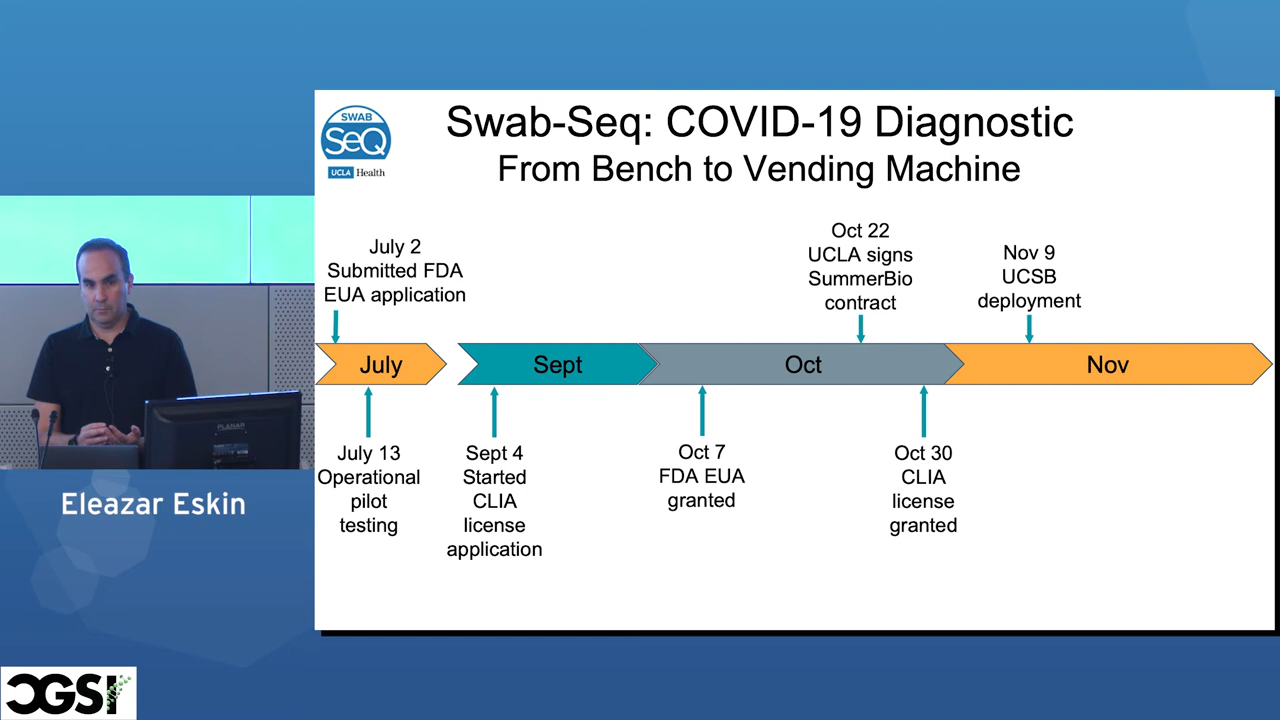 SWAB
SeQ
UCLA Health
Swab-Seq: COVID-19 Diagnostic
From Bench to Vending Machine
July 2
Submitted FDA
EUA application
Oct 22
UCLA signs
SummerBio
contract
Nov 9
UCSB
deployment
July
Sept
Oct
Nov
July 13
Operational
pilot
testing
Sept 4
Started
CLIA
license
application
Oct 7
FDA EUA
granted
Oct 30
CLIA
license
granted
PLANAR
Eleazar Eskin
CGSI